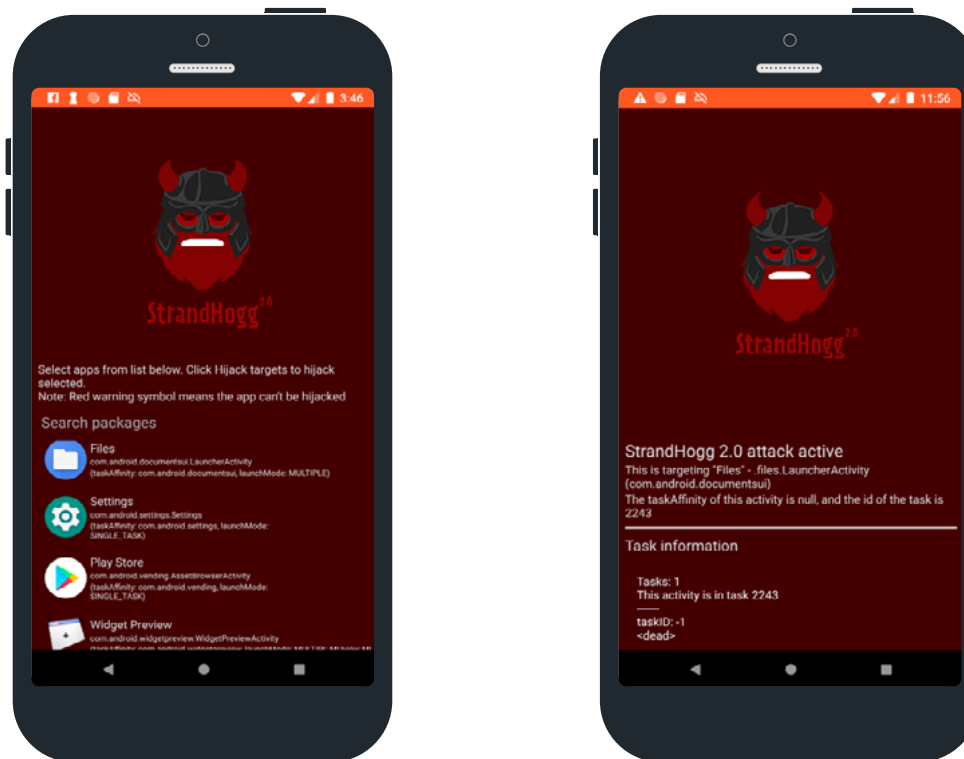 3:46
StrandHogg 2.0
Select apps from list below. Click Hijack targets to hijack
selected.
Note: Red warning symbol means the app can't be hijacked
Search packages
Files
com.android.documentsui.LauncherActivity
(taskAffinity: com.android.documentsui, launchMode: MULTIPLE)
Settings
com.android.settings.Settings
(taskAffinity: com.android.settings, launchMode:
SINGLE_TASK)
Play Store
com.android.vending.AssetBrowserActivity
(taskAffinity: com.android.vending, launchMode:
SINGLE_TASK)
Widget Preview
com.android.widgetpreview.WidgetPreviewActivity
11:56
StrandHogg 2.0
StrandHogg 2.0 attack active
This is targeting "Files" - .files.LauncherActivity
(com.android.documentsui)
The taskAffinity of this activity is null, and the id of the task is
2243
Task information
Tasks: 1
This activity is in task 2243
taskID: -1
<dead>